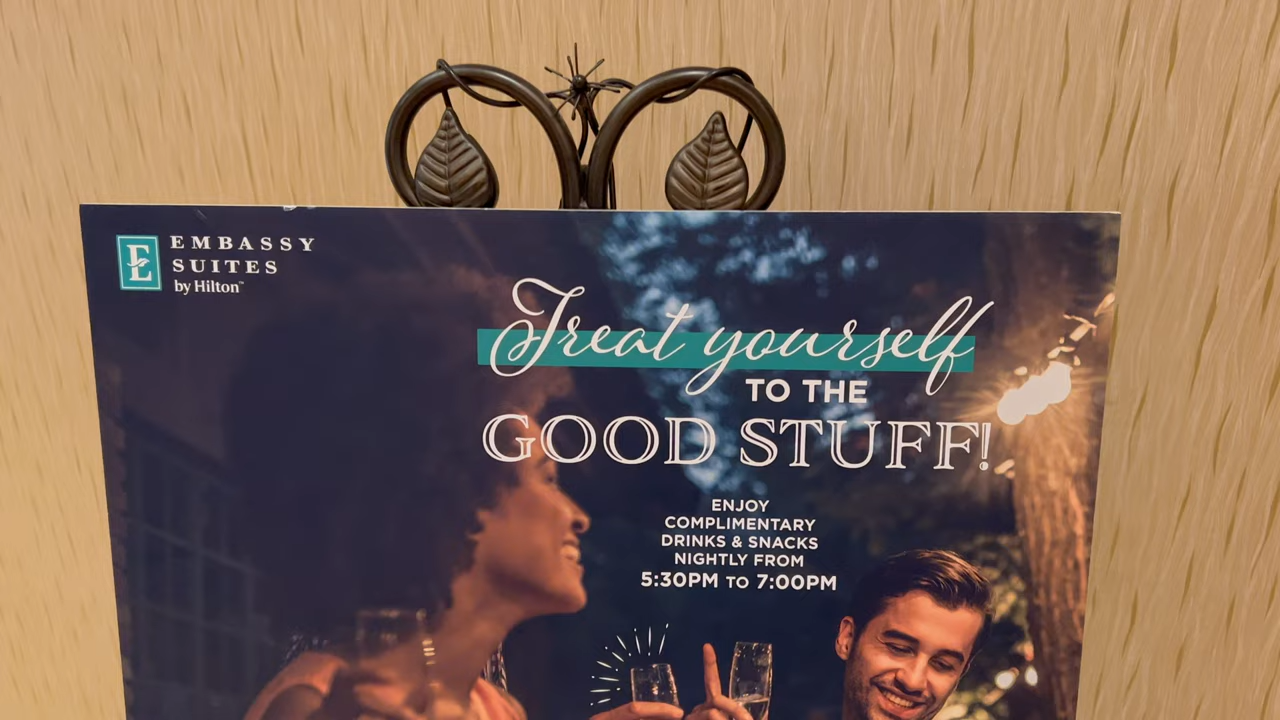 EMBASSY
SUITES
by Hilton™
Treat yourself
TO THE
GOOD STUFF!
ENJOY
COMPLIMENTARY
DRINKS & SNACKS
NIGHTLY FROM
5:30PM TO 7:00PM